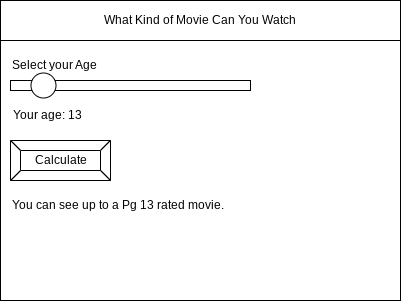 What Kind of Movie Can You Watch
Select your Age
Your age: 13
Calculate
You can see up to a Pg 13 rated movie.